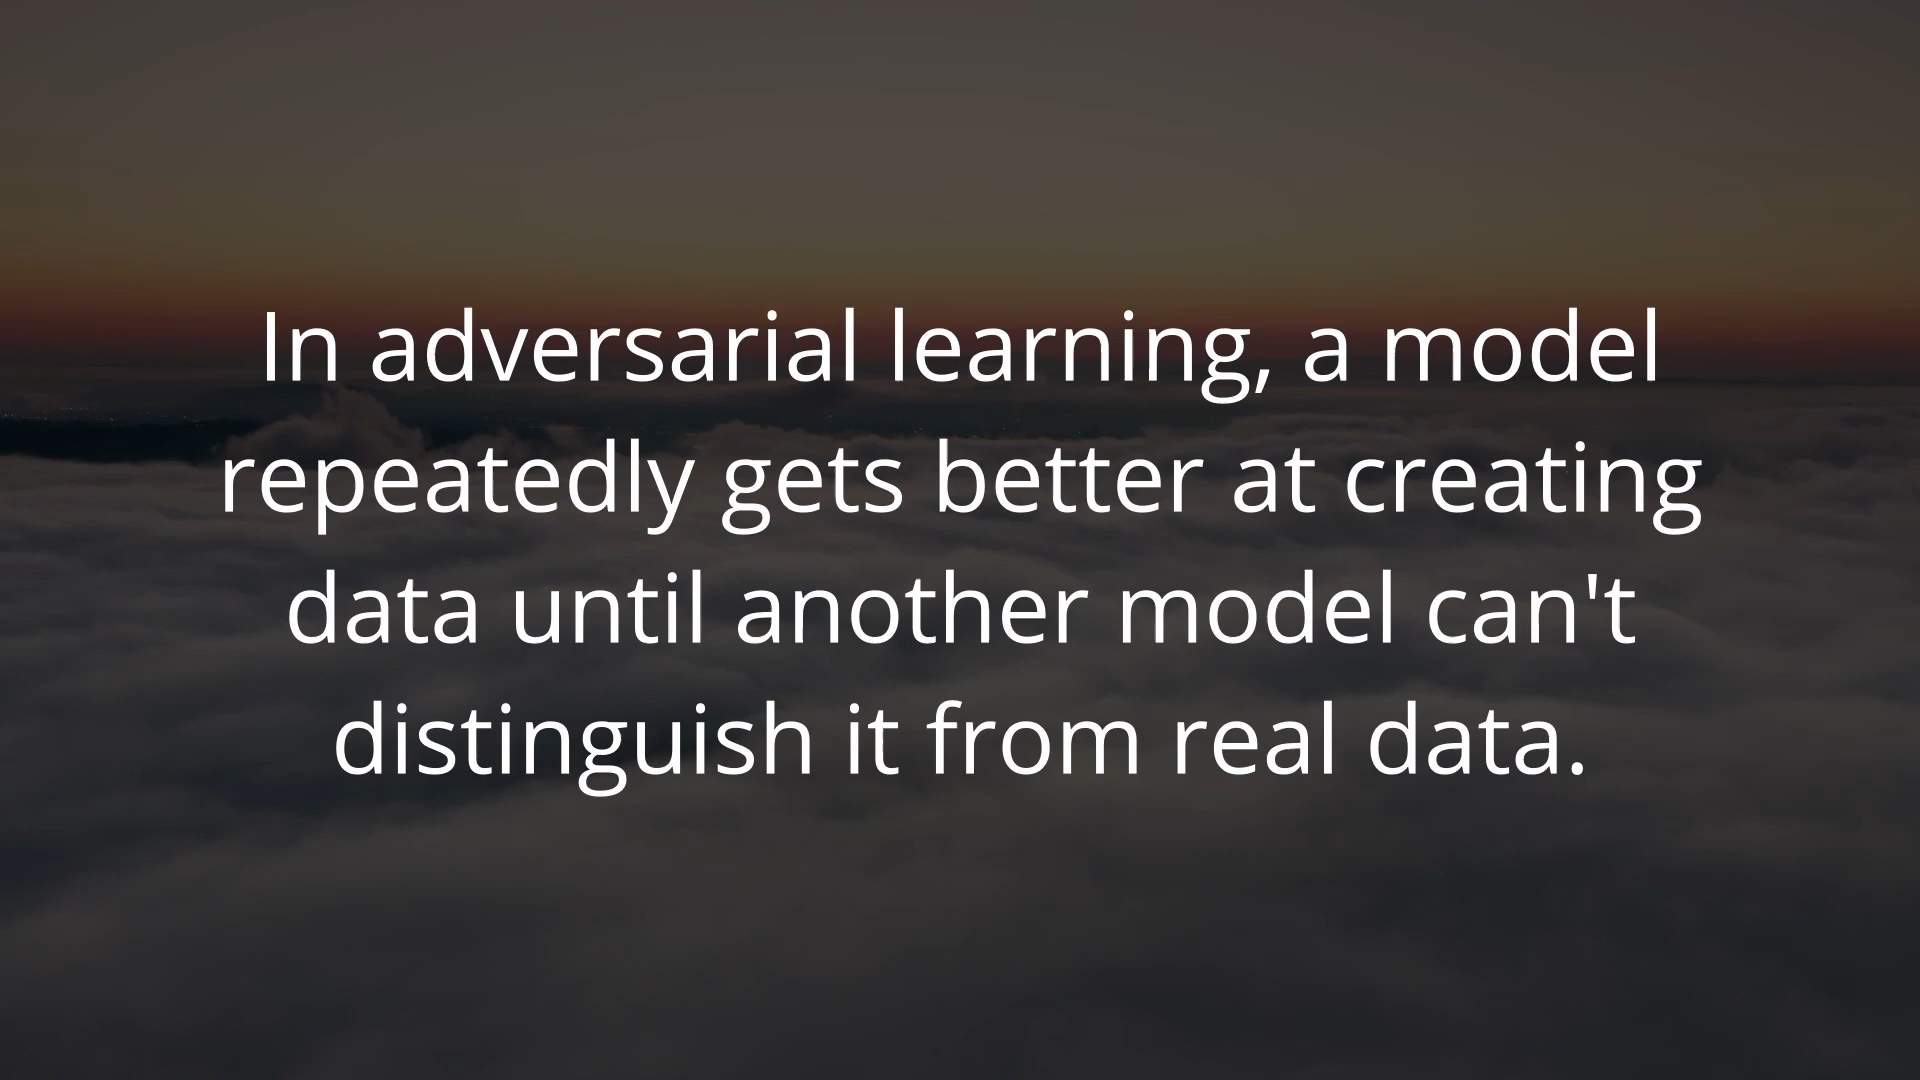 In adversarial learning, a model
repeatedly gets better at creating
data until another model can't
distinguish it from real data.